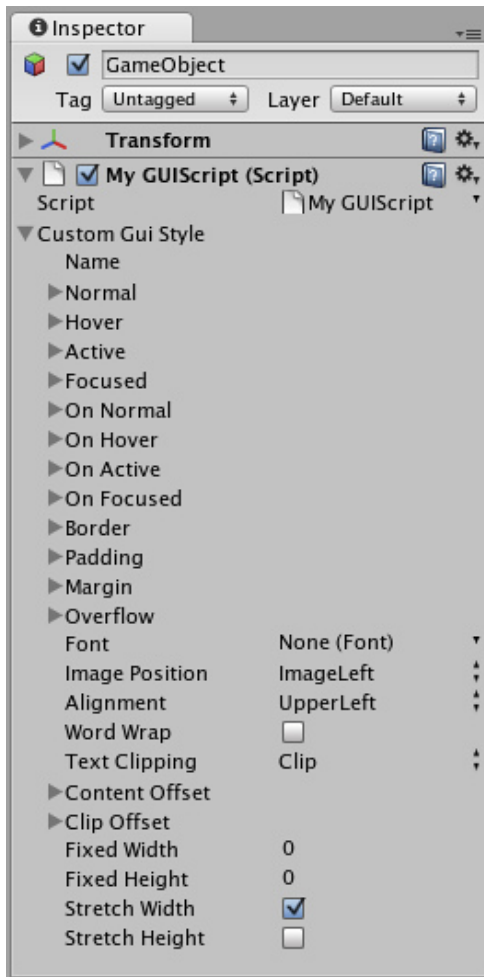 Inspector
GameObject
Tag Untagged Layer Default
Transform
My GUIScript (Script)
Script My GUIScript
Custom Gui Style
Name
Normal
Hover
Active
Focused
On Normal
On Hover
On Active
On Focused
Border
Padding
Margin
Overflow
Font None (Font)
Image Position ImageLeft
Alignment UpperLeft
Word Wrap
Text Clipping Clip
Content Offset
Clip Offset
Fixed Width 0
Fixed Height 0
Stretch Width
Stretch Height